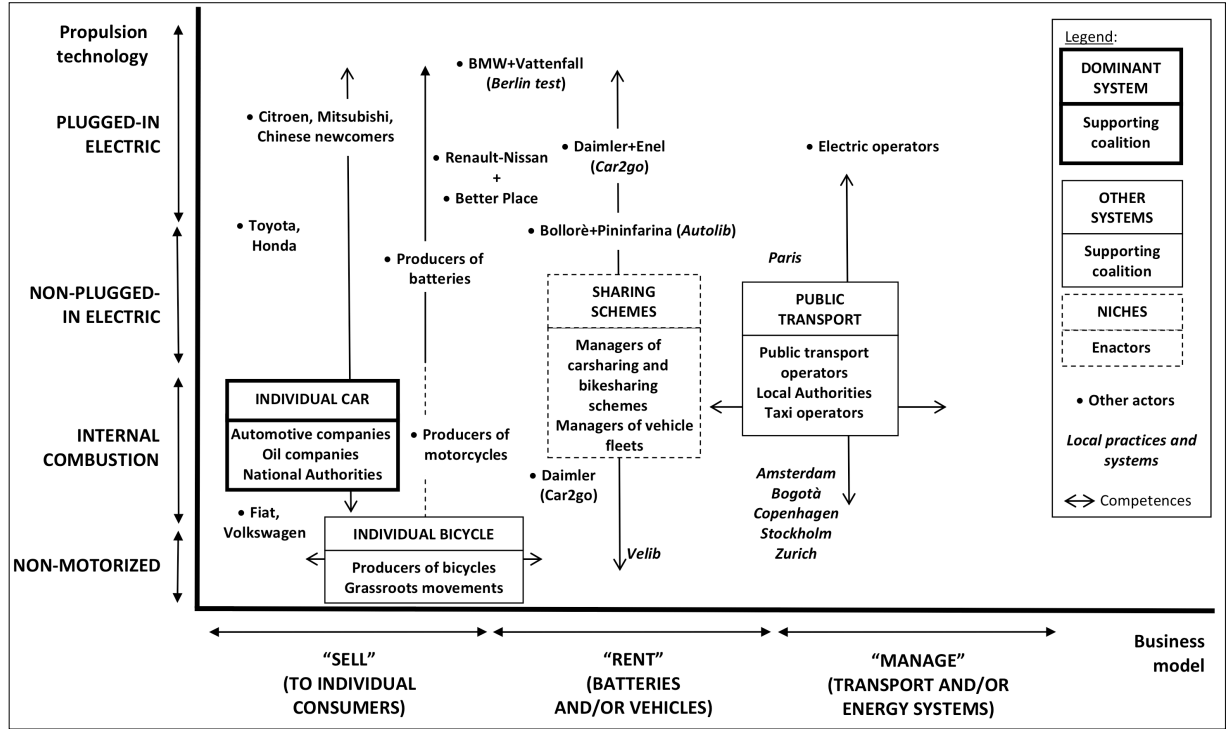 Propulsion
technology
PLUGGED-IN
ELECTRIC
NON-PLUGGED-
IN ELECTRIC
INTERNAL
COMBUSTION
NON-MOTORIZED
• Citroen, Mitsubishi,
Chinese newcomers
• Toyota,
Honda
INDIVIDUAL CAR
Automotive companies
Oil companies
National Authorities
• Fiat,
Volkswagen
• BMW+Vattenfall
(Berlin test)
• Renault-Nissan
+
• Better Place
• Producers of
batteries
• Producers of
motorcycles
INDIVIDUAL BICYCLE
Producers of bicycles
Grassroots movements
• Daimler+Enel
(Car2go)
• Bollorè+Pininfarina (Autolib)
SHARING
SCHEMES
Managers of
carsharing and
bikesharing
schemes
Managers of vehicle
fleets
• Daimler
(Car2go)
Velib
• Electric operators
Paris
PUBLIC
TRANSPORT
Public transport
operators
Local Authorities
Taxi operators
Amsterdam
Bogotà
Copenhagen
Stockholm
Zurich
Legend:
DOMINANT
SYSTEM
Supporting
coalition
OTHER
SYSTEMS
Supporting
coalition
NICHES
Enactors
• Other actors
Local practices and
systems
Competences
“SELL”
(TO INDIVIDUAL
CONSUMERS)
“RENT”
(BATTERIES
AND/OR VEHICLES)
“MANAGE”
(TRANSPORT AND/OR
ENERGY SYSTEMS)
Business
model